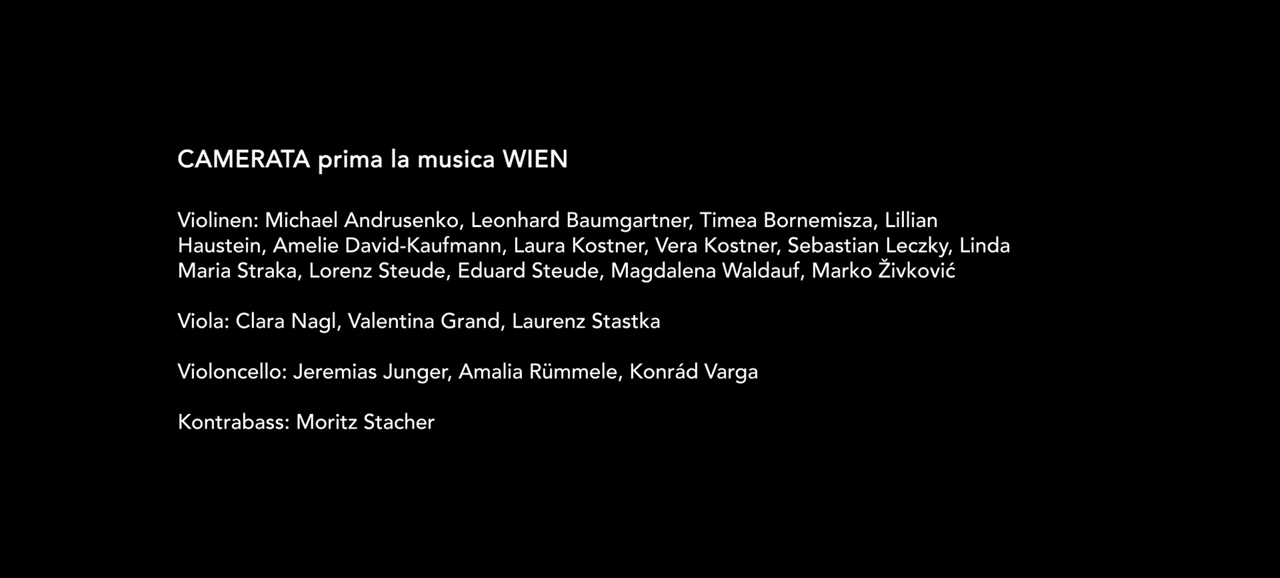 CAMERATA prima la musica WIEN
Violinen: Michael Andrusenko, Leonhard Baumgartner, Timea Bornemisza, Lillian
Haustein, Amelie David-Kaufmann, Laura Kostner, Vera Kostner, Sebastian Leczky, Linda
Maria Straka, Lorenz Steude, Eduard Steude, Magdalena Waldauf, Marko Živković
Viola: Clara Nagl, Valentina Grand, Laurenz Stastka
Violoncello: Jeremias Junger, Amalia Rümmele, Konrád Varga
Kontrabass: Moritz Stacher